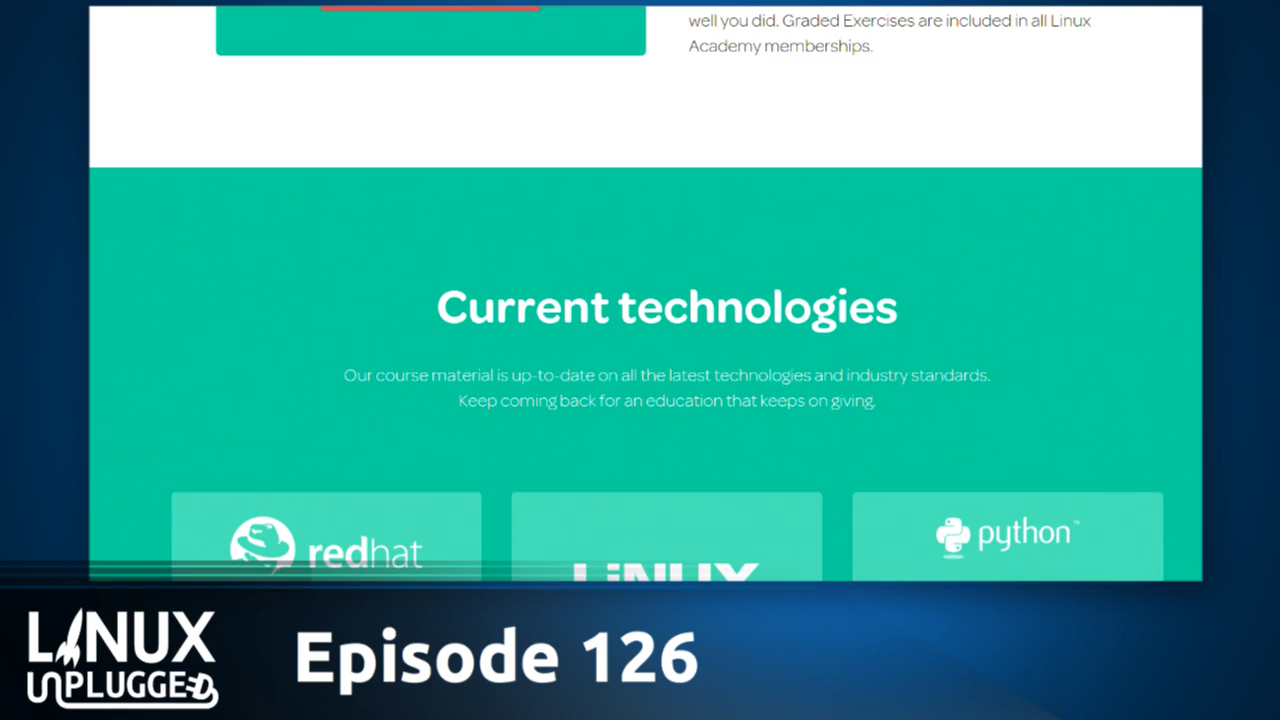 well you did. Graded Exercises are included in all Linux
Academy memberships.
Current technologies
Our course material is up-to-date on all the latest technologies and industry standards.
Keep coming back for an education that keeps on giving.
redhat
LiNUX
python™
LINUX
UNPLUGGED
Episode 126